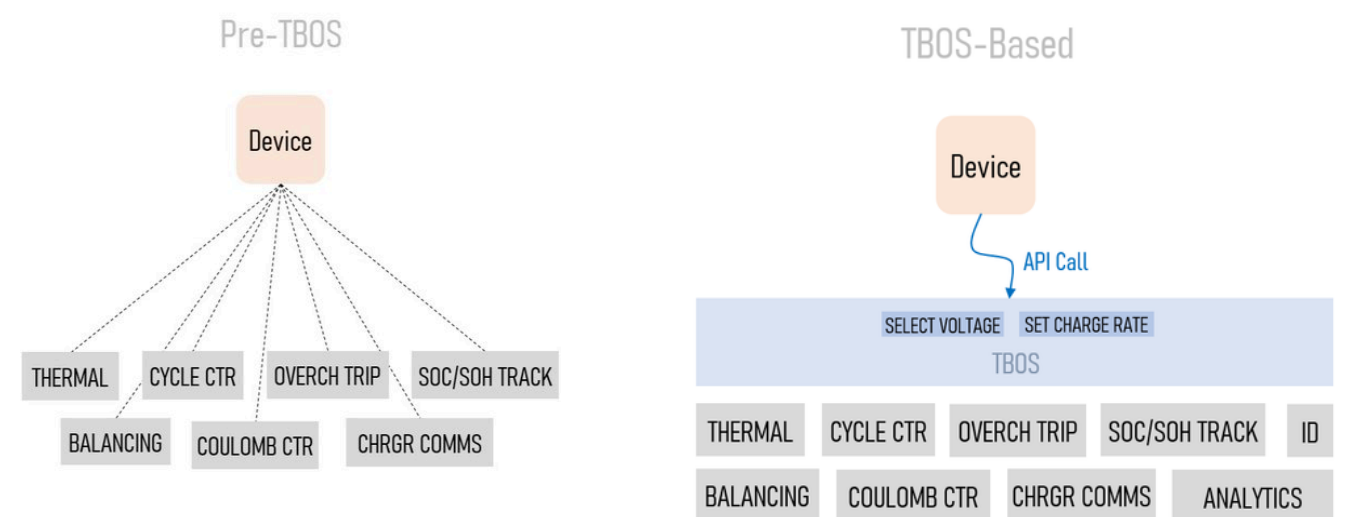 Pre-TBOS
Device
THERMAL
CYCLE CTR
OVERCH TRIP
SOC/SOH TRACK
BALANCING
COULOMB CTR
CHRGR COMMS
TBOS-Based
Device
API Call
SELECT VOLTAGE
SET CHARGE RATE
TBOS
THERMAL
CYCLE CTR
OVERCH TRIP
SOC/SOH TRACK
ID
BALANCING
COULOMB CTR
CHRGR COMMS
ANALYTICS